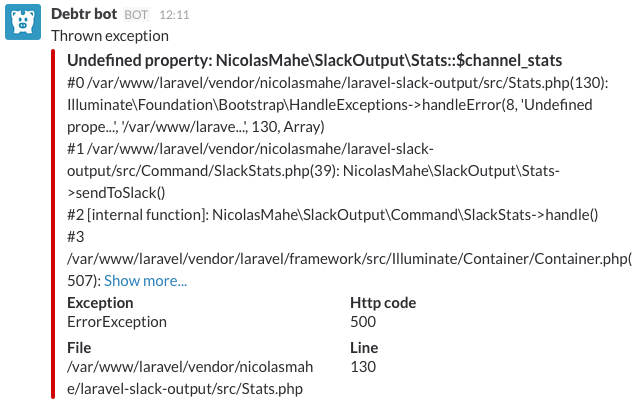 Debtr bot BOT 12:11
Thrown exception
Undefined property: NicolasMahe\SlackOutput\Stats::$channel_stats
#0 /var/www/laravel/vendor/nicolasmahe/laravel-slack-output/src/Stats.php(130):
Illuminate\Foundation\Bootstrap\HandleExceptions->handleError(8, 'Undefined
prope...', '/var/www/larave...', 130, Array)
#1 /var/www/laravel/vendor/nicolasmahe/laravel-slack-
output/src/Command/SlackStats.php(39): NicolasMahe\SlackOutput\Stats-
>sendToSlack()
#2 [internal function]: NicolasMahe\SlackOutput\Command\SlackStats->handle()
#3
/var/www/laravel/vendor/laravel/framework/src/Illuminate/Container/Container.php(
507): Show more...
Exception Http code
ErrorException 500
File Line
/var/www/laravel/vendor/nicolasmah 130
e/laravel-slack-output/src/Stats.php